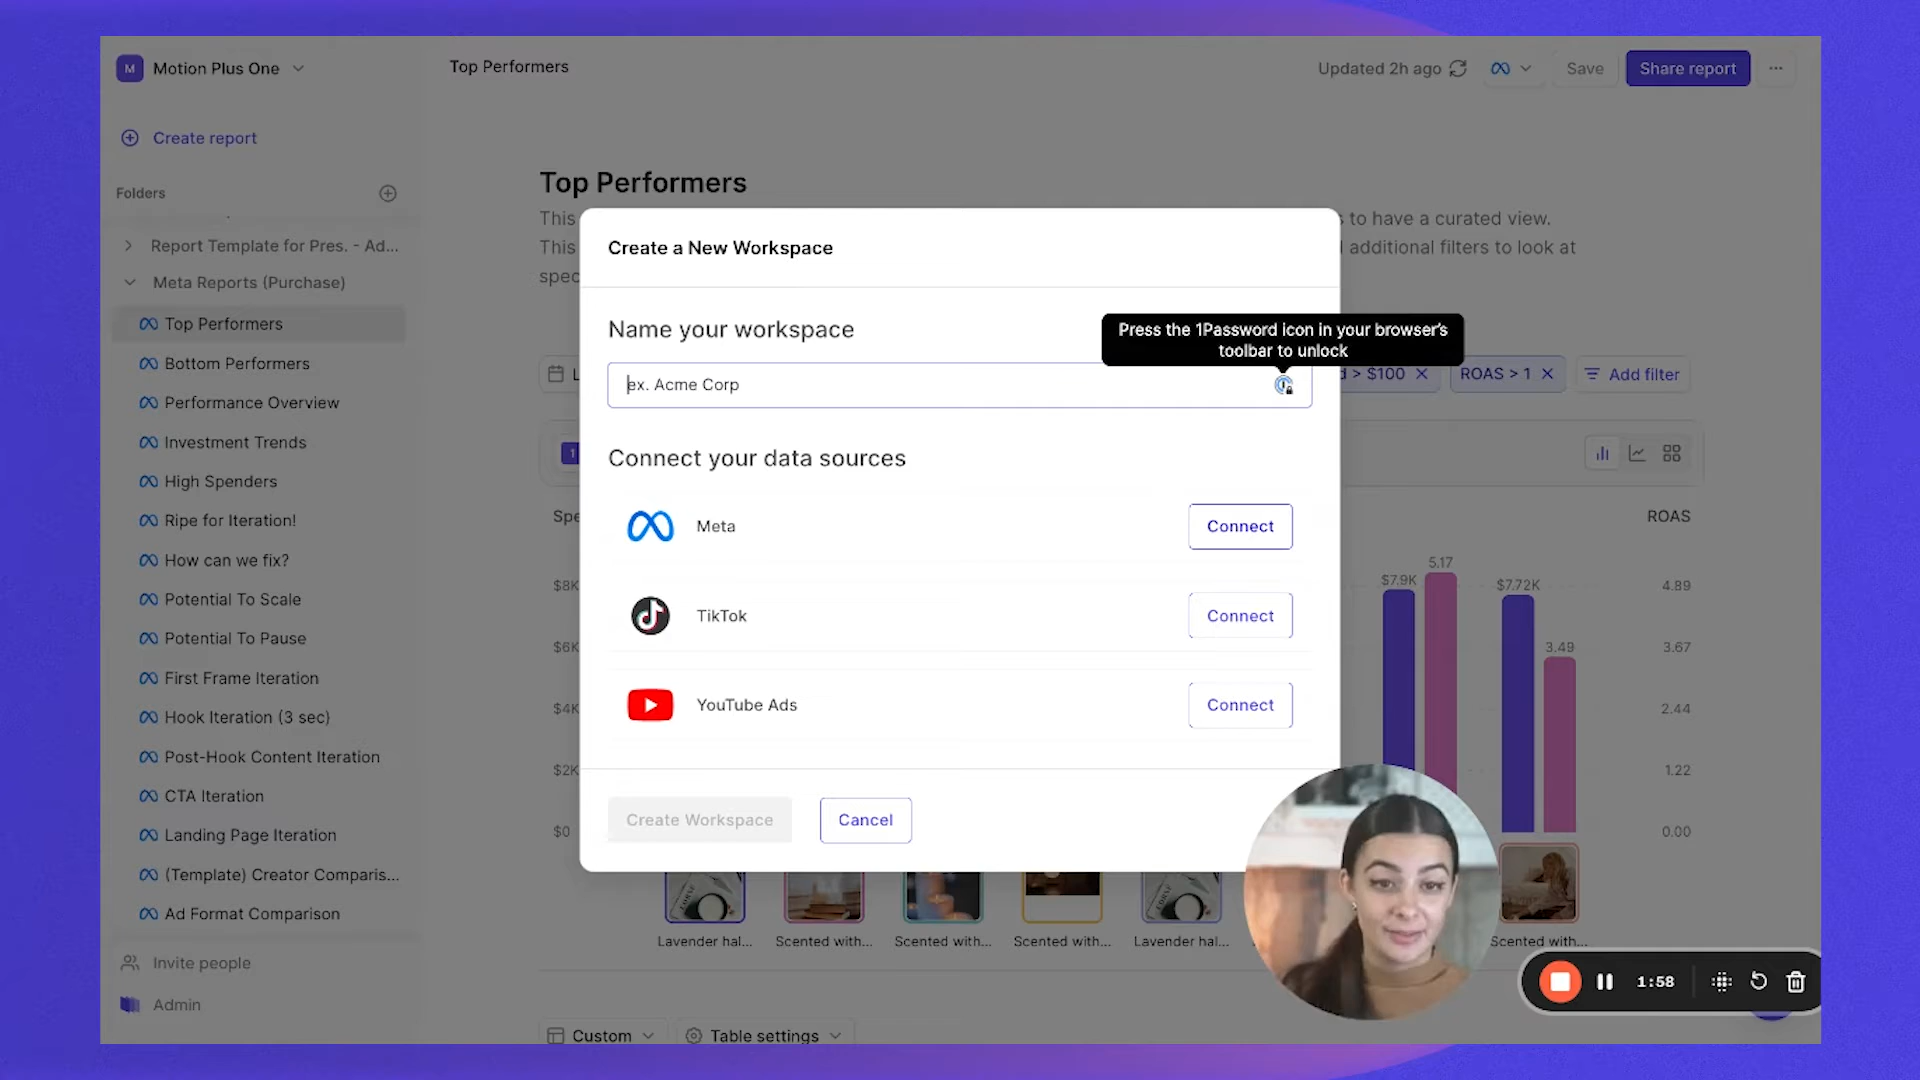 M Motion Plus One
Top Performers
Updated 2h ago
Save
Share report
Create report
Folders
Report Template for Pres. - Ad...
Meta Reports (Purchase)
Top Performers
Bottom Performers
Performance Overview
Investment Trends
High Spenders
Ripe for Iteration!
How can we fix?
Potential To Scale
Potential To Pause
First Frame Iteration
Hook Iteration (3 sec)
Post-Hook Content Iteration
CTA Iteration
Landing Page Iteration
(Template) Creator Comparis...
Ad Format Comparison
Invite people
Admin
Top Performers
This
to have a curated view.
This
additional filters to look at
spec
L
> $100
ROAS > 1
Add filter
1
Spe
ROAS
$8K
$6K
$4K
$2K
$0
$7.9K
5.17
$7.72K
3.49
4.89
3.67
2.44
1.22
0.00
Create a New Workspace
Name your workspace
Press the 1Password icon in your browser's
toolbar to unlock
ex. Acme Corp
Connect your data sources
Meta
Connect
TikTok
Connect
YouTube Ads
Connect
Create Workspace
Cancel
Lavender hal...
Scented with...
Scented with...
Scented with...
Lavender hal...
Scented with...
1:58
Custom
Table settings